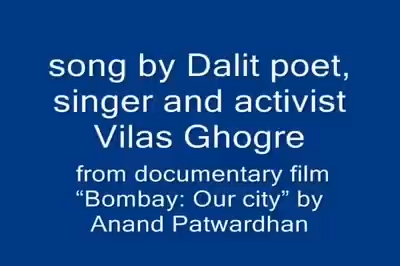 song by Dalit poet,
singer and activist
Vilas Ghogre
from documentary film
“Bombay: Our city” by
Anand Patwardhan